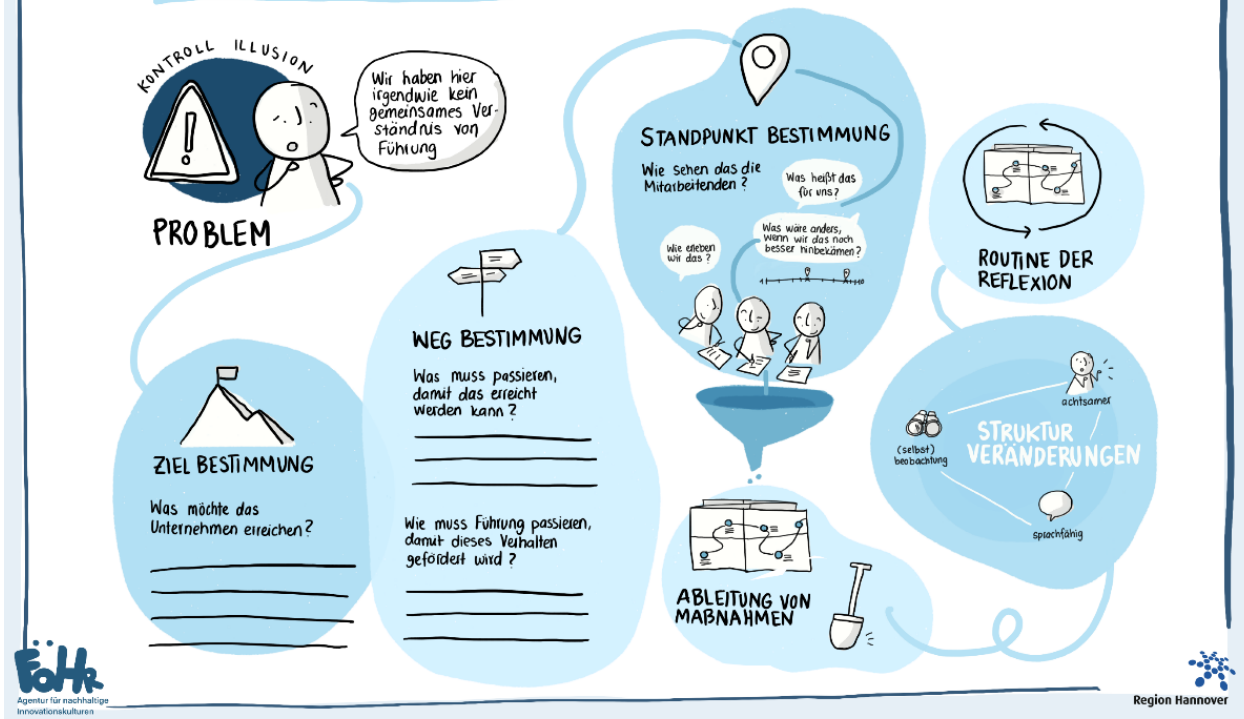 KONTROLL ILLUSION
Wir haben hier
irgendwie kein
gemeinsames Ver-
ständnis von
Führung
PROBLEM
ZIEL BESTIMMUNG
Was möchte das
Unternehmen erreichen?
WEG BESTIMMUNG
Was muss passieren,
damit das erreicht
werden kann?
Wie muss Führung passieren,
damit dieses Verhalten
gefördert wird?
STANDPUNKT BESTIMMUNG
Wie sehen das die
Mitarbeitenden?
Was heißt das
für uns?
Was wäre anders,
wenn wir das noch
besser hinbekämen?
Wie erleben
wir das?
ABLEITUNG VON
MAßNAHMEN
STRUKTUR
VERÄNDERUNGEN
achtsamer
(selbst)
beobachtung
sprachfähig
ROUTINE DER
REFLEXION
FÖHR
Agentur für nachhaltige
Innovationskulturen
Region Hannover